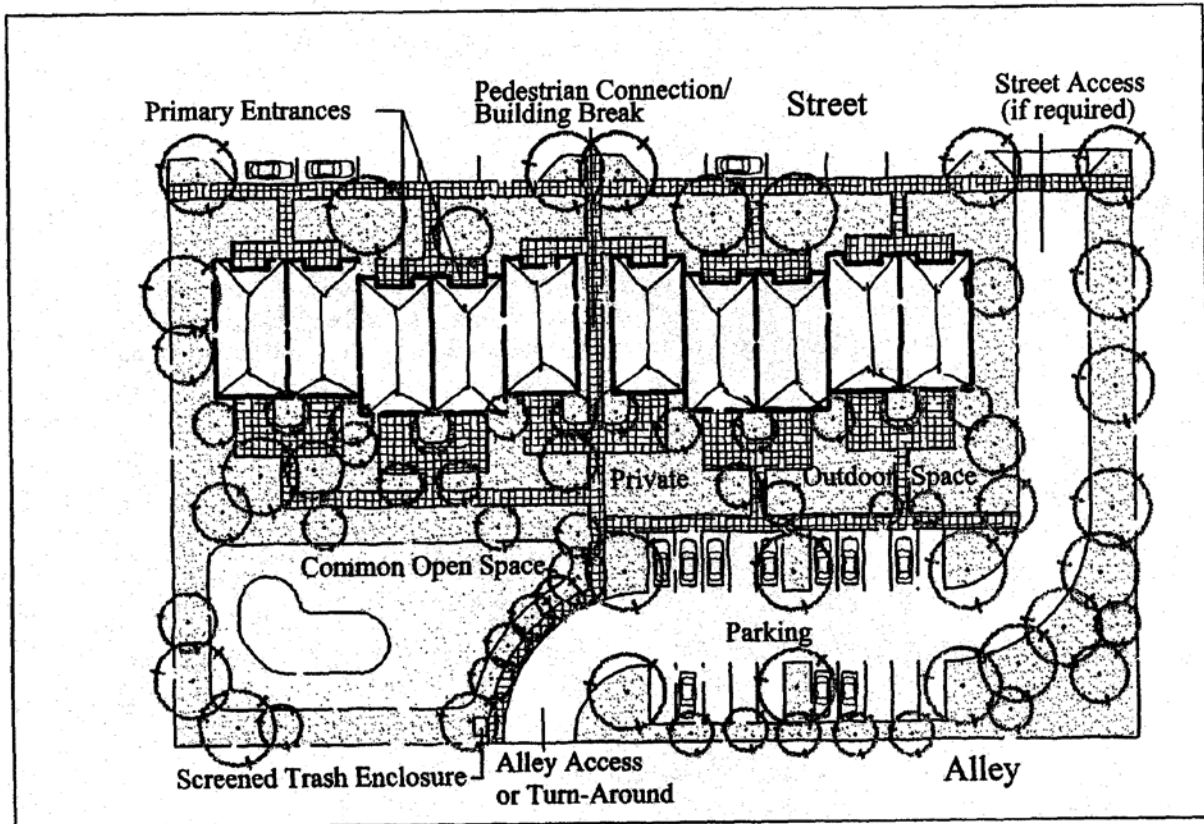 Primary Entrances
Pedestrian Connection/
Building Break
Street
Street Access
(if required)
Private
Outdoor Space
Common Open Space
Parking
Screened Trash Enclosure
Alley Access
or Turn-Around
Alley